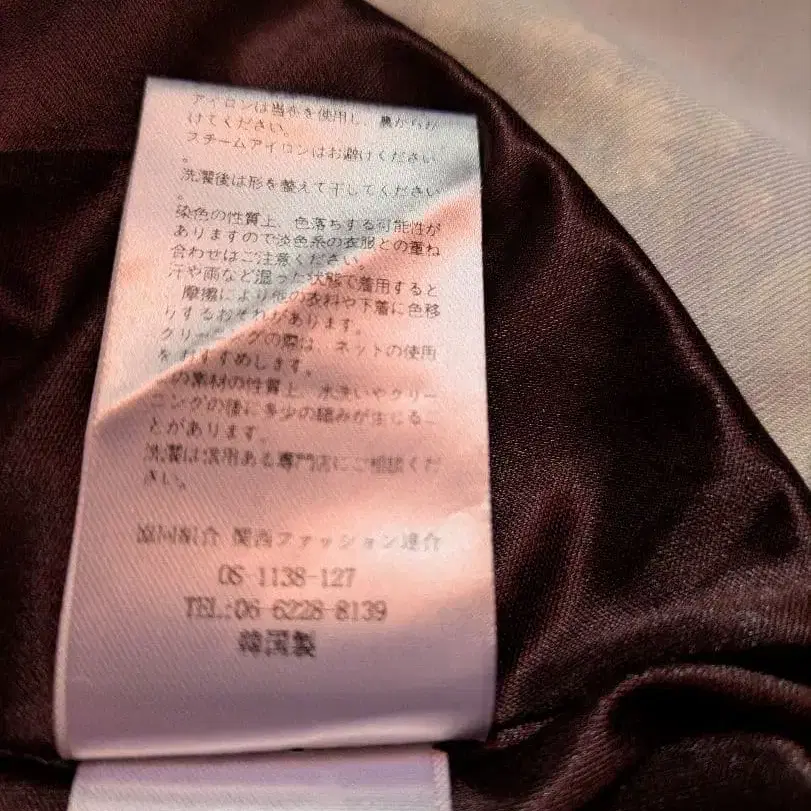 アイロンは当布を使用し、裏からか
けてください。
スチームアイロンはお避けください
。
洗濯後は形を整えて干してください
。
染色の性質上、色落ちする可能性が
ありますので淡色系の衣服との重ね
合わせはご注意ください。
汗や雨など湿った状態で着用すると
、摩擦により他の衣料や下着に色移
りするおそれがあります。
クリーニングの際は、ネットの使用
をおすすめします。
この素材の性質上、水洗いやクリー
ニングの後に多少の縮みが生じるこ
とがあります。
洗濯は信用ある専門店にご相談くだ
さい。
協同組合 関西ファッション連合
OS-1138-127
TEL:06-6228-8139
韓国製